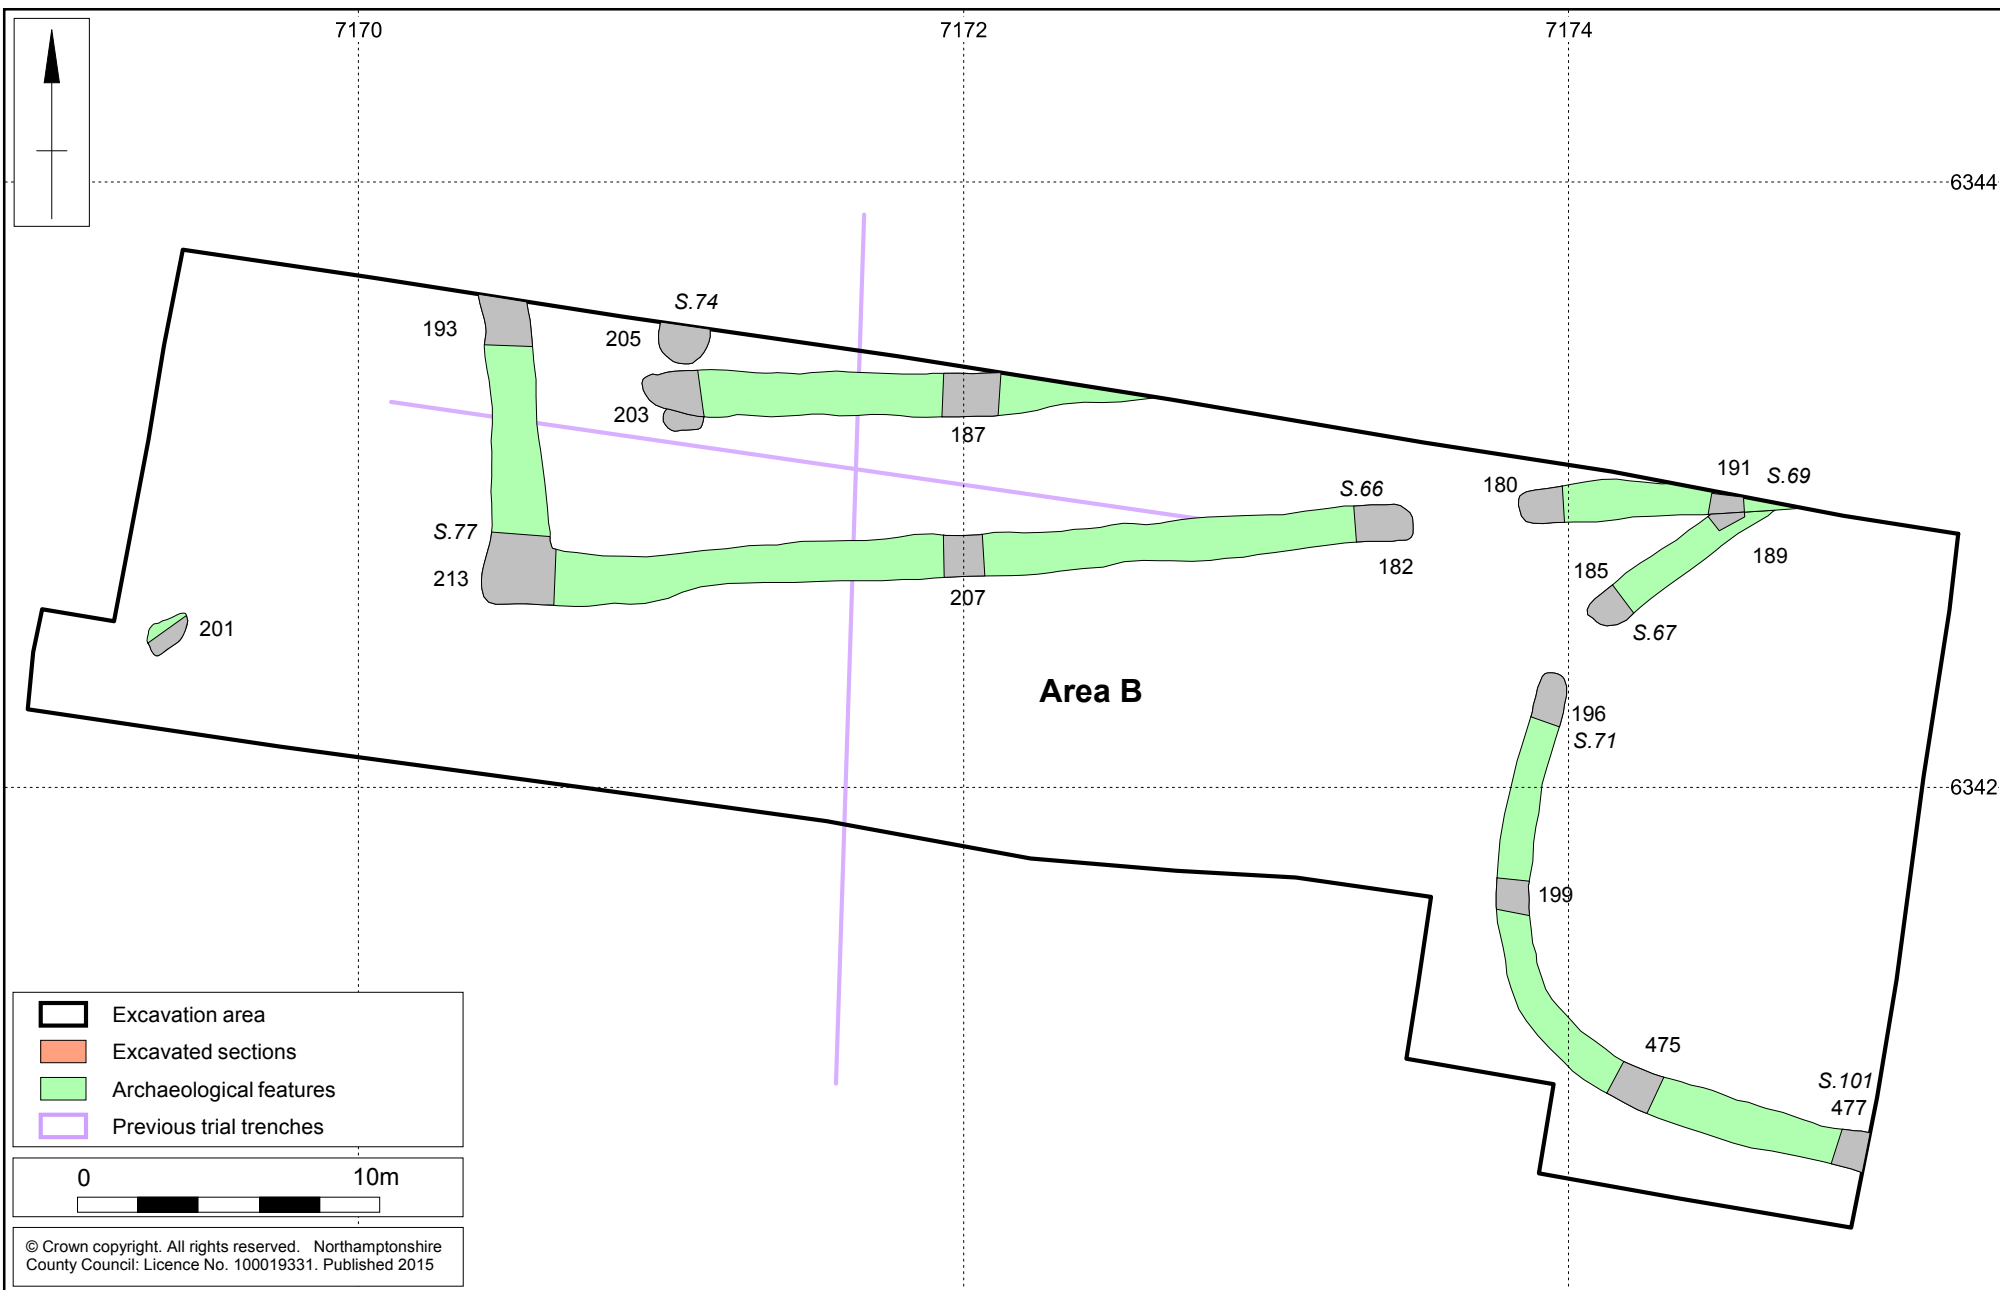 7170
7172
7174
6344
S.74
193
205
203
187
191
S.69
180
S.66
S.77
189
185
213
182
207
201
S.67
Area B
196
S.71
6342
199
Excavation area
475
Excavated sections
S.101
Archaeological features
477
Previous trial trenches
0 10m
© Crown copyright. All rights reserved. Northamptonshire
County Council: Licence No. 100019331. Published 2015